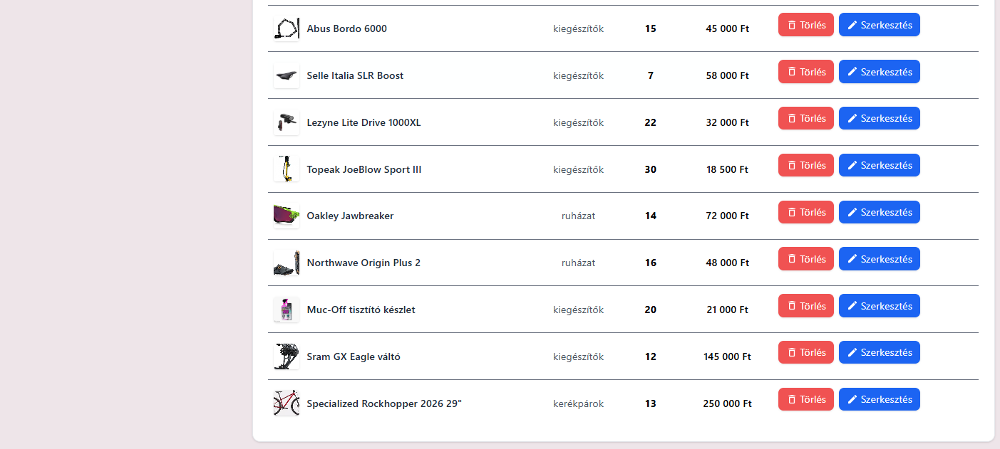 Abus Bordo 6000 kiegészítők 15 45 000 Ft Törlés Szerkesztés
Selle Italia SLR Boost kiegészítők 7 58 000 Ft Törlés Szerkesztés
Lezyne Lite Drive 1000XL kiegészítők 22 32 000 Ft Törlés Szerkesztés
Topeak JoeBlow Sport III kiegészítők 30 18 500 Ft Törlés Szerkesztés
Oakley Jawbreaker ruházat 14 72 000 Ft Törlés Szerkesztés
Northwave Origin Plus 2 ruházat 16 48 000 Ft Törlés Szerkesztés
Muc-Off tisztító készlet kiegészítők 20 21 000 Ft Törlés Szerkesztés
Sram GX Eagle váltó kiegészítők 12 145 000 Ft Törlés Szerkesztés
Specialized Rockhopper 2026 29" kerékpárok 13 250 000 Ft Törlés Szerkesztés